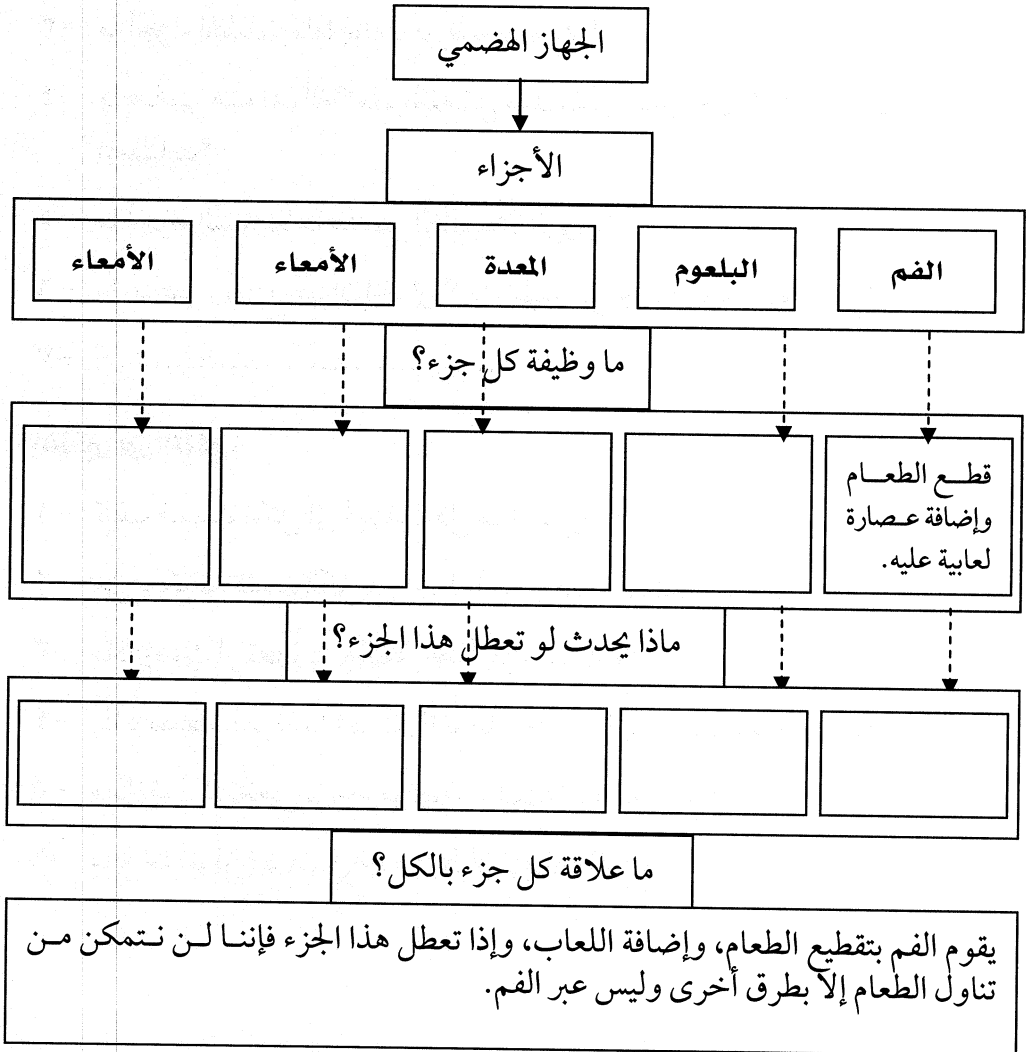 الجهاز الهضمي
الأجزاء
الفم
البلعوم
المعدة
الأمعاء
الأمعاء
ما وظيفة كل جزء؟
قطع الطعام
وإضافة عصارة
لعابية عليه.
ماذا يحدث لو تعطل هذا الجزء؟
ما علاقة كل جزء بالكل؟
يقوم الفم بتقطيع الطعام، وإضافة اللعاب، وإذا تعطل هذا الجزء فإننا لن نتمكن من
تناول الطعام إلا بطرق أخرى وليس عبر الفم.